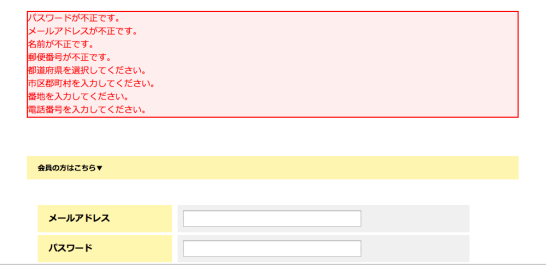 パスワードが不正です。
メールアドレスが不正です。
名前が不正です。
郵便番号が不正です。
都道府県を選択してください。
市区郡町村を入力してください。
番地を入力してください。
電話番号を入力してください。
会員の方はこちら▼
メールアドレス
パスワード